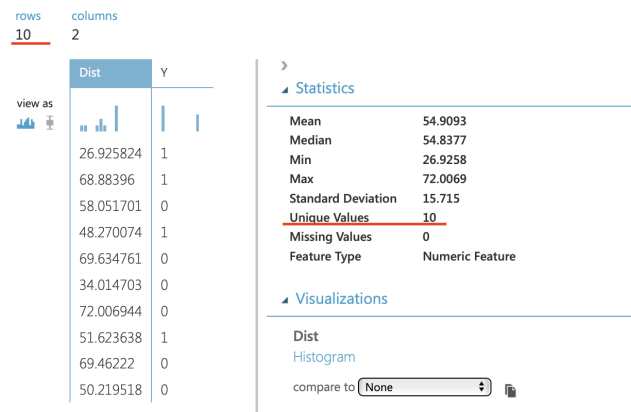 rows columns
10 2
Dist Y
view as
26.925824 1
68.88396 1
58.051701 0
48.270074 1
69.634761 0
34.014703 0
72.006944 0
51.623638 1
69.46222 0
50.219518 0
Statistics
Mean 54.9093
Median 54.8377
Min 26.9258
Max 72.0069
Standard Deviation 15.715
Unique Values 10
Missing Values 0
Feature Type Numeric Feature
Visualizations
Dist
Histogram
compare to None